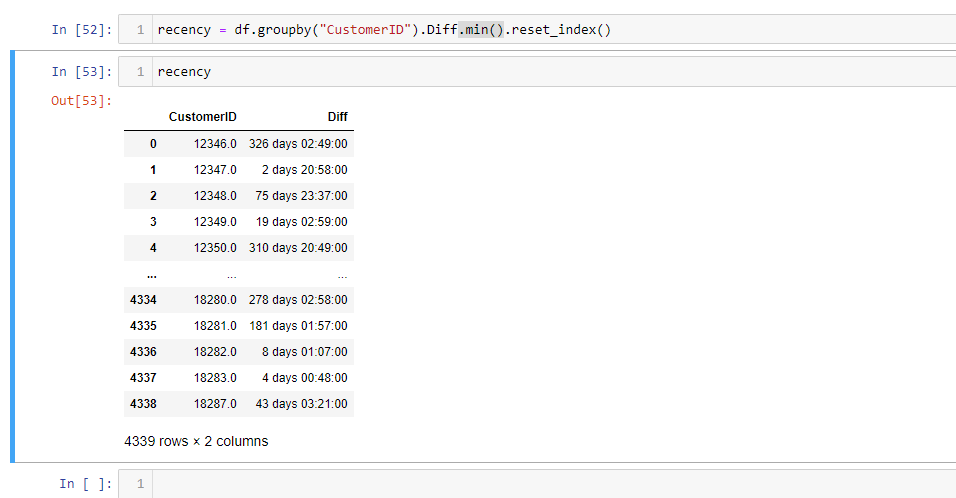 In [52]: 1 recency = df.groupby("CustomerID").Diff.min().reset_index()
In [53]: 1 recency
Out[53]:
CustomerID Diff
0 12346.0 326 days 02:49:00
1 12347.0 2 days 20:58:00
2 12348.0 75 days 23:37:00
3 12349.0 19 days 02:59:00
4 12350.0 310 days 20:49:00
... ... ...
4334 18280.0 278 days 02:58:00
4335 18281.0 181 days 01:57:00
4336 18282.0 8 days 01:07:00
4337 18283.0 4 days 00:48:00
4338 18287.0 43 days 03:21:00
4339 rows × 2 columns
In [ ]: 1